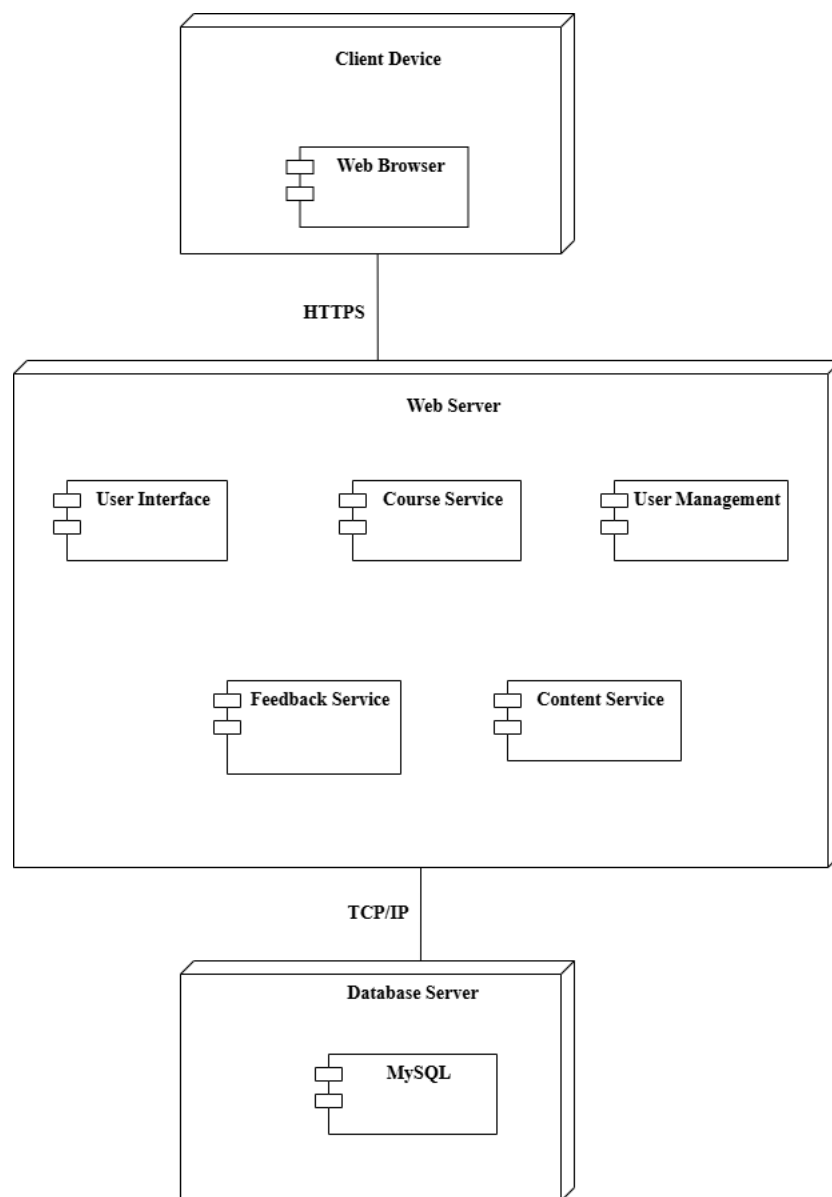 Client Device
Web Browser
HTTPS
Web Server
User Interface
Course Service
User Management
Feedback Service
Content Service
TCP/IP
Database Server
MySQL